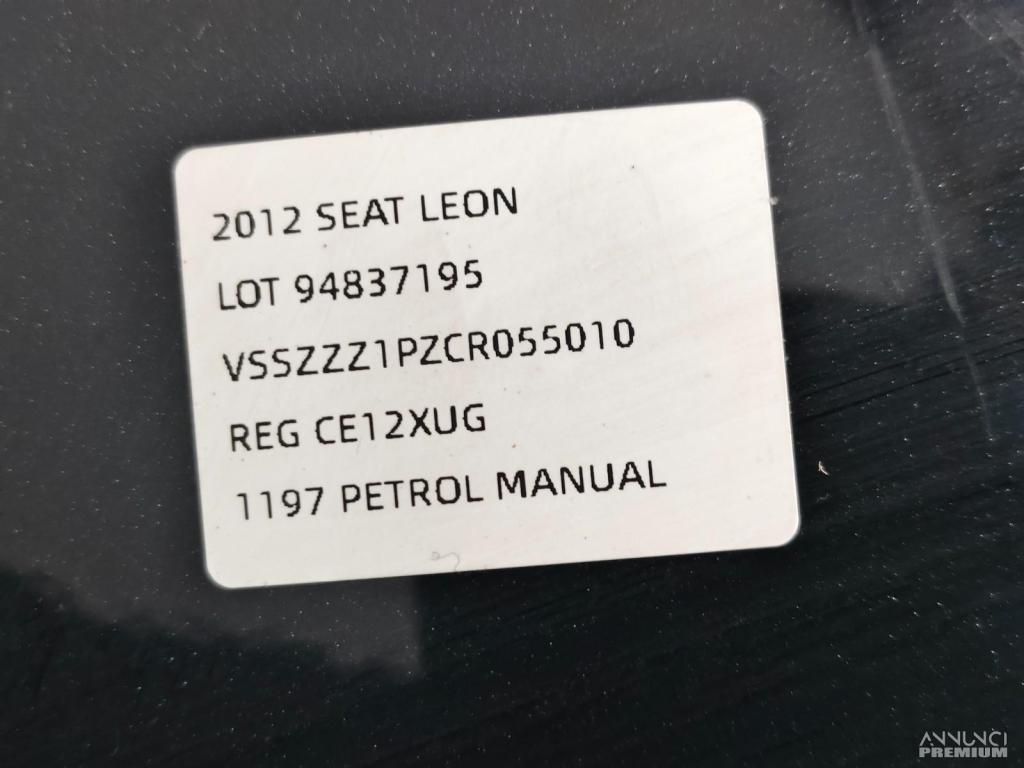 2012 SEAT LEON
LOT 94837195
VSSZZZ1PZCR055010
REG CE12XUG
1197 PETROL MANUAL
ANNUNCI
PREMIUM